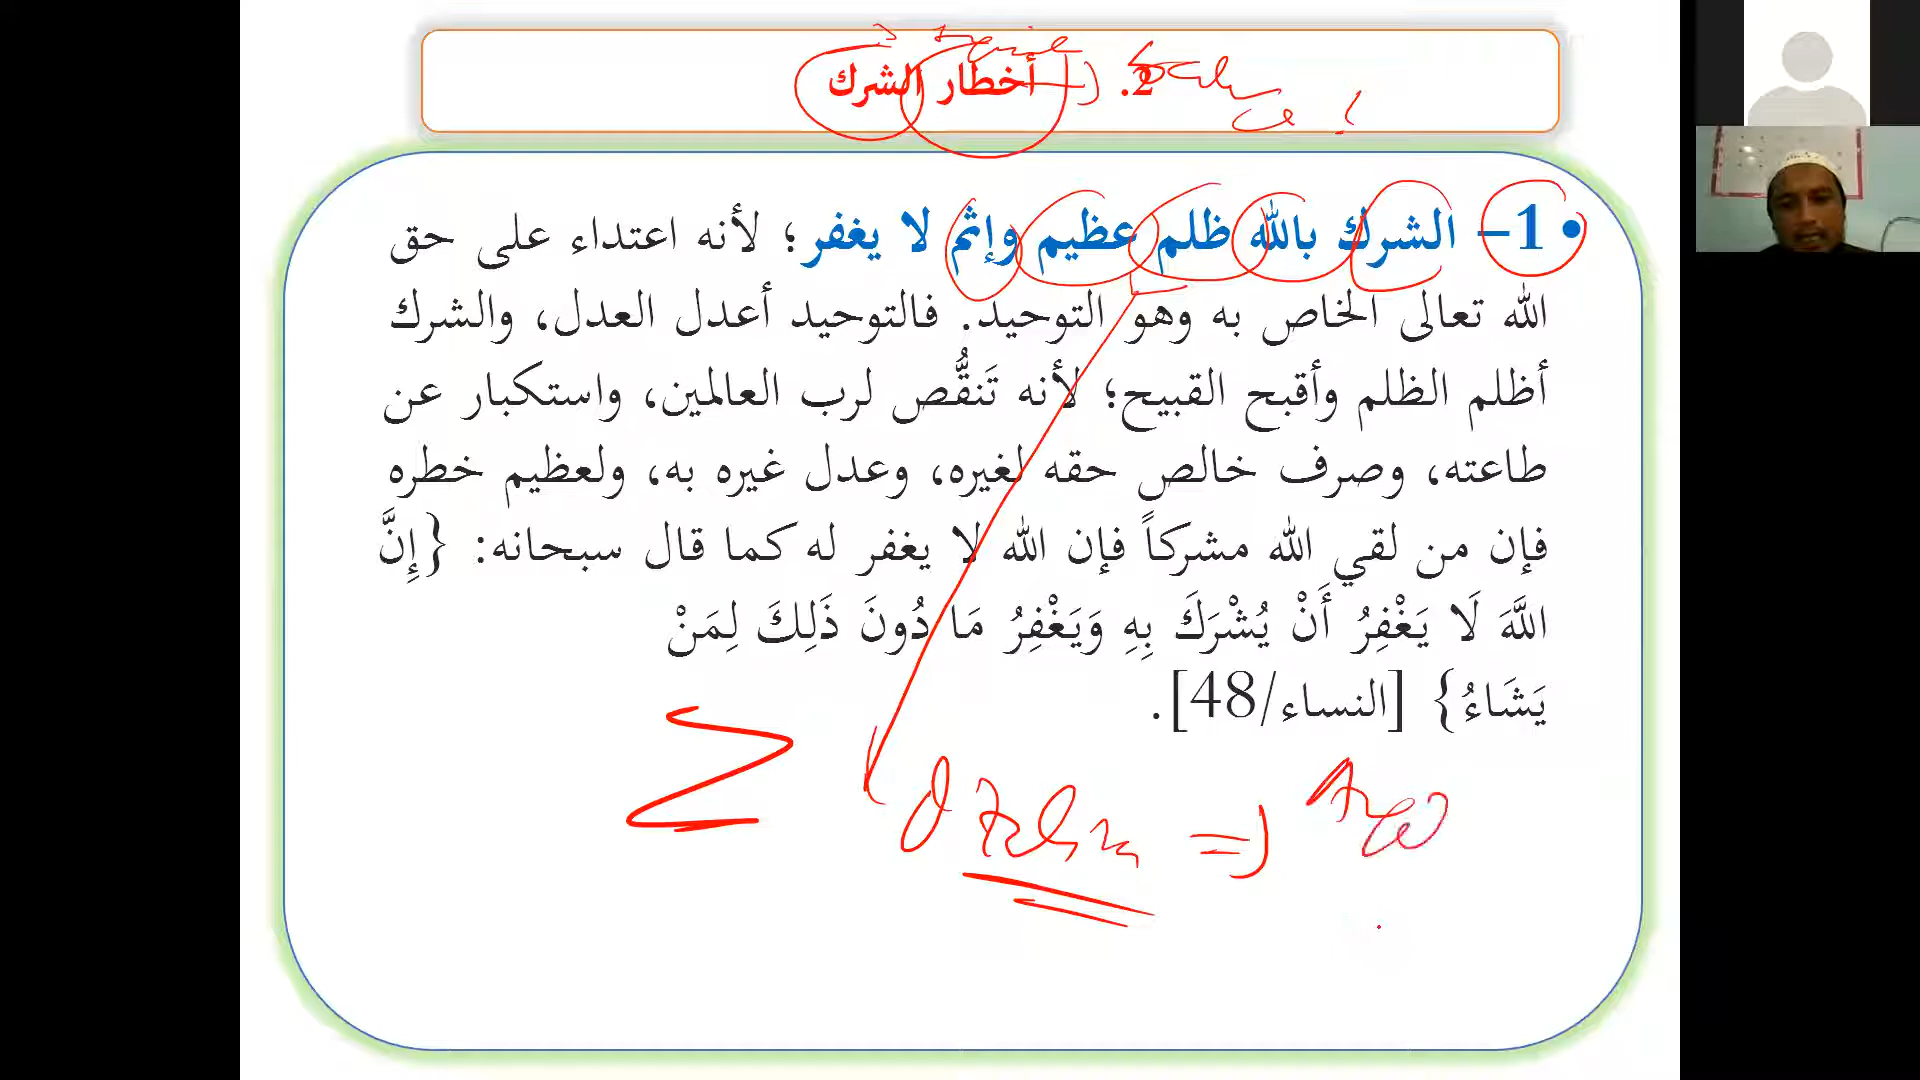 2. أخطار الشرك
• 1- الشرك بالله ظلم عظيم وإثم لا يغفر؛ لأنه اعتداء على حق
الله تعالى الخاص به وهو التوحيد. فالتوحيد أعدل العدل، والشرك
أظلم الظلم وأقبح القبيح؛ لأنه تَنقُّص لرب العالمين، واستكبار عن
طاعته، وصرف خالص حقه لغيره، وعدل غيره به، ولعظيم خطره
فإن من لقي الله مشركاً فإن الله لا يغفر له كما قال سبحانه: {إِنَّ
اللَّهَ لَا يَغْفِرُ أَنْ يُشْرَكَ بِهِ وَيَغْفِرُ مَا دُونَ ذَلِكَ لِمَنْ
يَشَاءُ} [النساء/48].